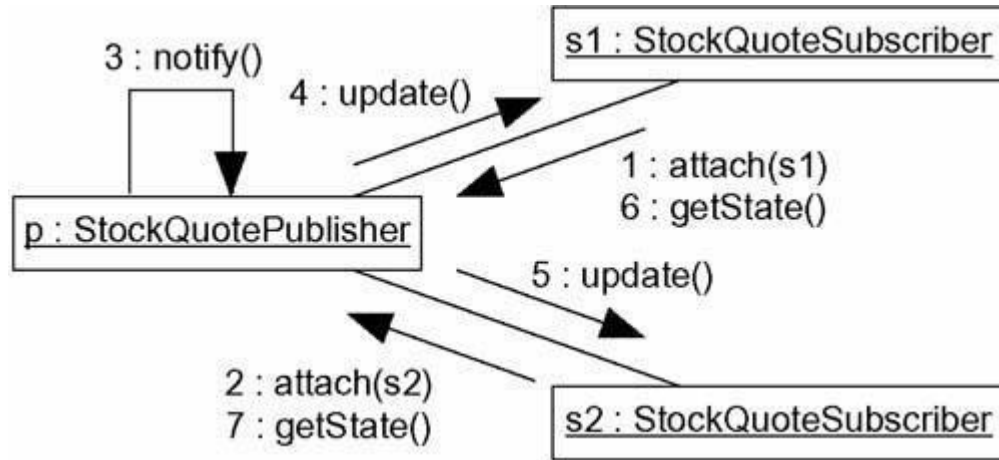 s1 : StockQuoteSubscriber
3 : notify()
4 : update()
1 : attach(s1)
6 : getState()
p : StockQuotePublisher
5 : update()
2 : attach(s2)
7 : getState()
s2 : StockQuoteSubscriber